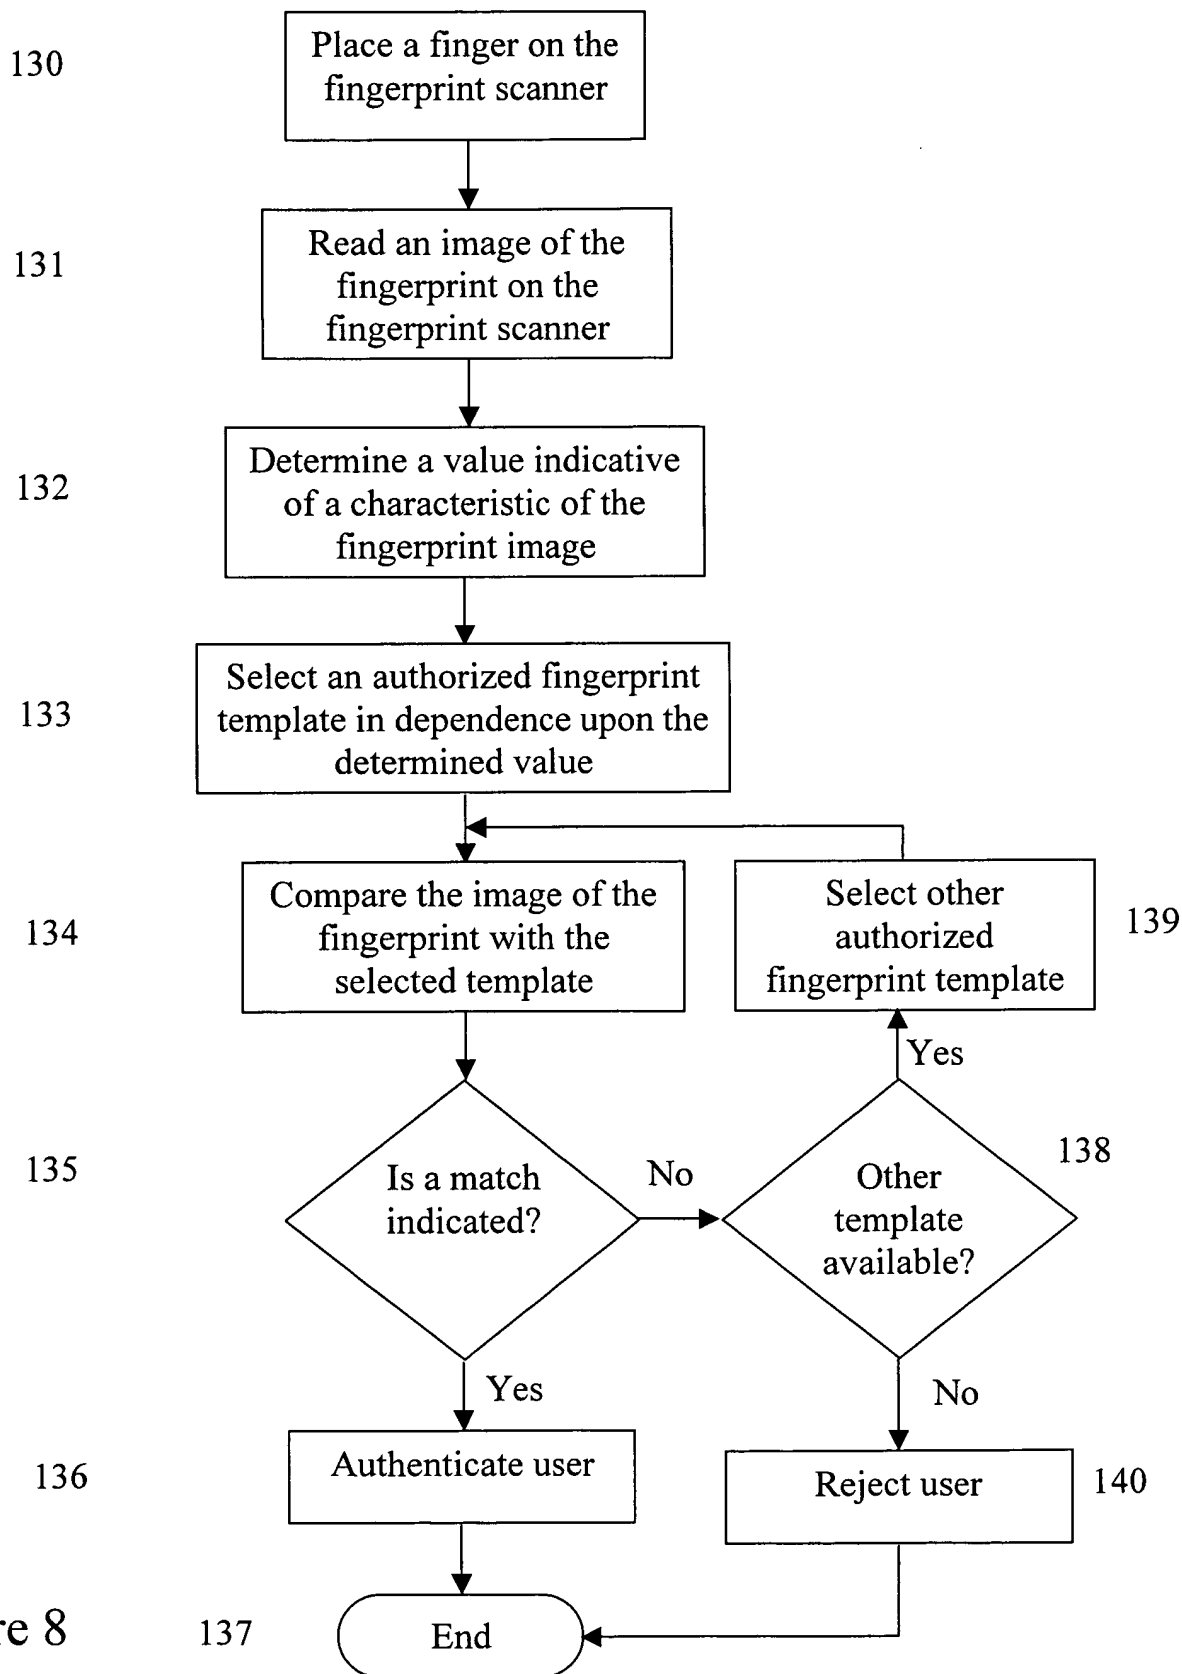 130
Place a finger on the
fingerprint scanner
131
Read an image of the
fingerprint on the
fingerprint scanner
132
Determine a value indicative
of a characteristic of the
fingerprint image
133
Select an authorized fingerprint
template in dependence upon the
determined value
134
Compare the image of the
fingerprint with the
selected template
Select other
authorized
fingerprint template
139
Yes
135
Is a match
indicated?
No
Other
template
available?
138
Yes
No
136
Authenticate user
Reject user
140
re 8
137
End